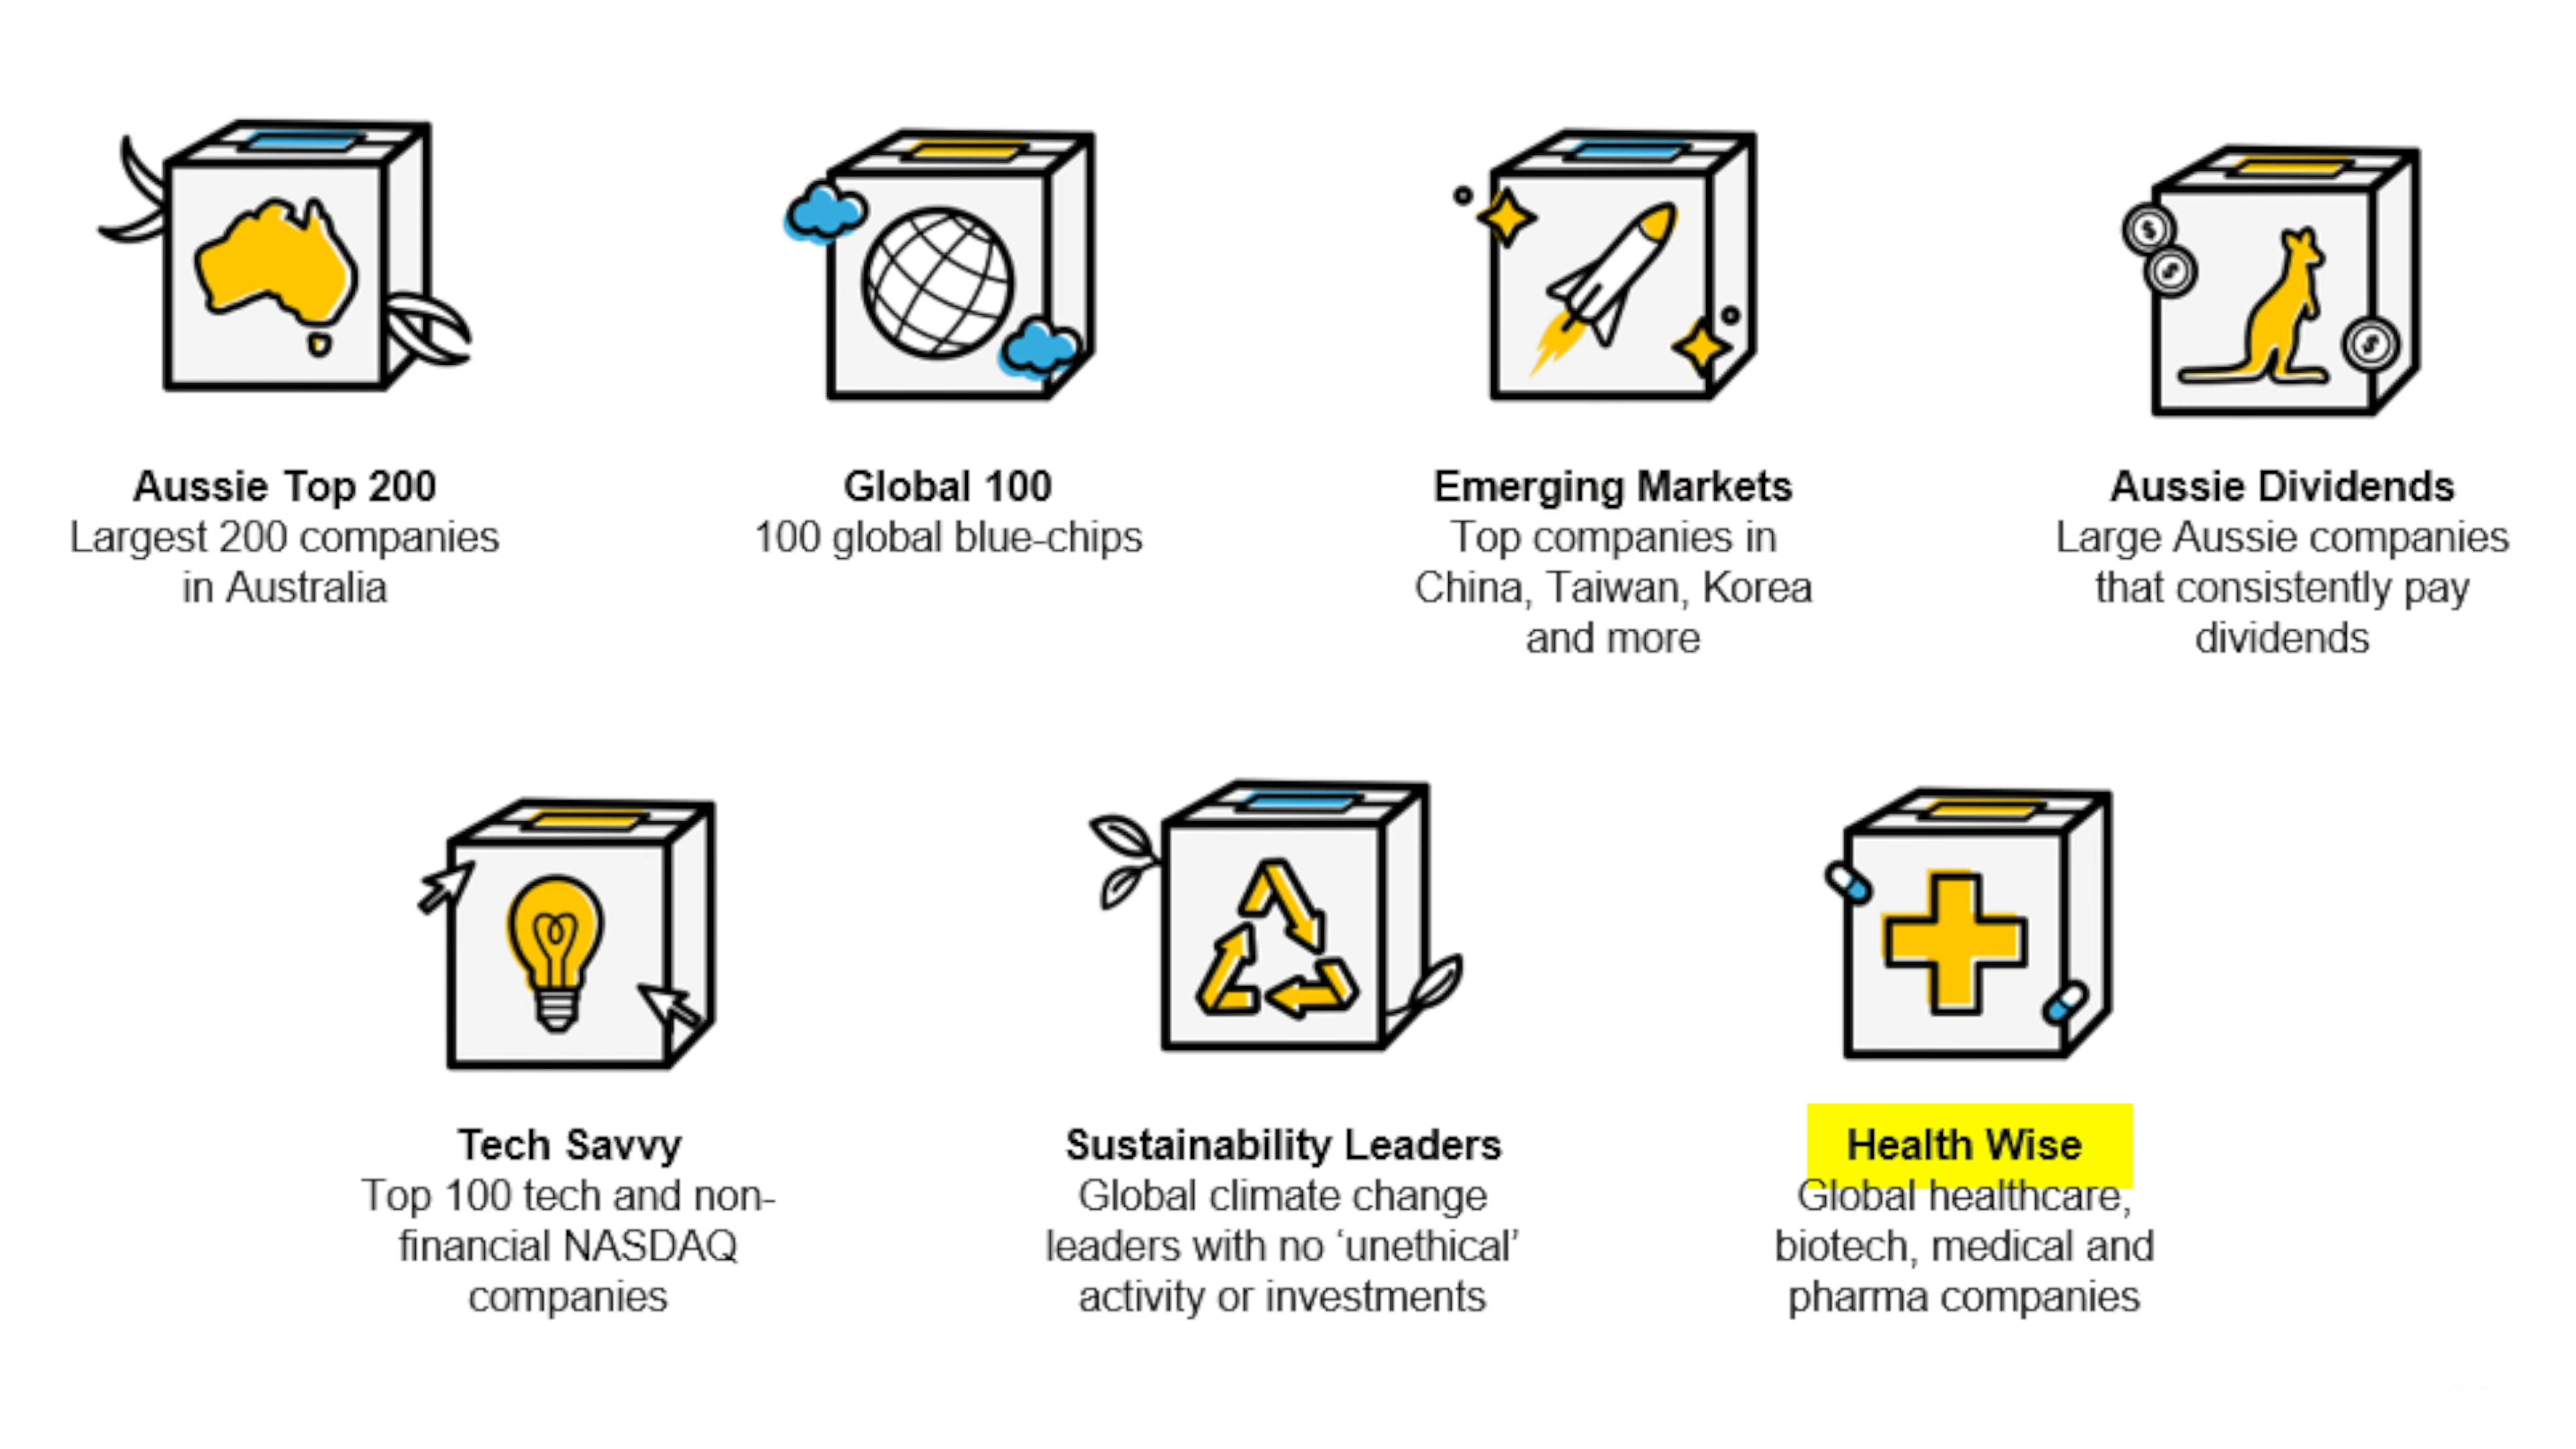 Aussie Top 200
Largest 200 companies
in Australia
Global 100
100 global blue-chips
Emerging Markets
Top companies in
China, Taiwan, Korea
and more
Aussie Dividends
Large Aussie companies
that consistently pay
dividends
Tech Savvy
Top 100 tech and non-
financial NASDAQ
companies
Sustainability Leaders
Global climate change
leaders with no ‘unethical’
activity or investments
Health Wise
Global healthcare,
biotech, medical and
pharma companies